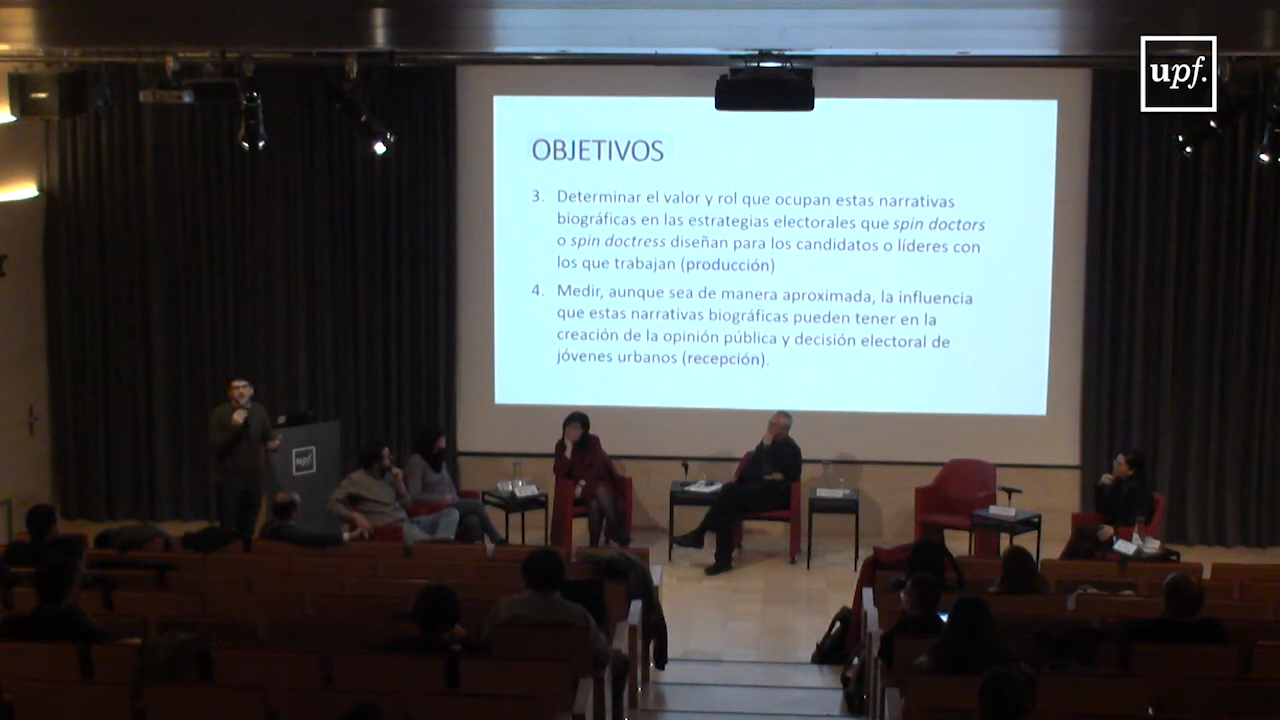 upf.
OBJETIVOS
3. Determinar el valor y rol que ocupan estas narrativas
biográficas en las estrategias electorales que spin doctors
o spin doctress diseñan para los candidatos o líderes con
los que trabajan (producción)
4. Medir, aunque sea de manera aproximada, la influencia
que estas narrativas biográficas pueden tener en la
creación de la opinión pública y decisión electoral de
jóvenes urbanos (recepción).
upf.